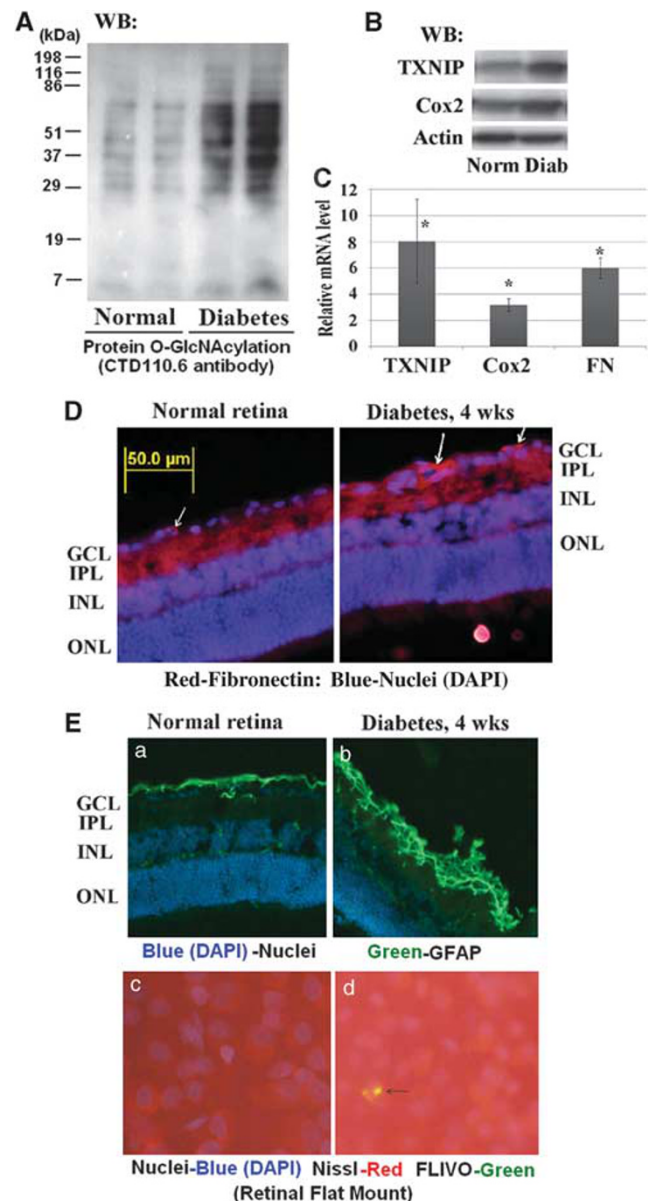 A
WB:
(kDa)
198
116
86
51
37
29
19
7
Normal Diabetes
Protein O-GlcNAcylation
(CTD110.6 antibody)
B
WB:
TXNIP
Cox2
Actin
Norm Diab
C
Relative mRNA level
12
10
8
6
4
2
0
*
*
*
TXNIP Cox2 FN
D
Normal retina Diabetes, 4 wks
50.0 µm
GCL
IPL
INL
ONL
GCL
IPL
INL
ONL
Red-Fibronectin: Blue-Nuclei (DAPI)
E
Normal retina Diabetes, 4 wks
a b
GCL
IPL
INL
ONL
Blue (DAPI) -Nuclei Green-GFAP
c d
Nuclei-Blue (DAPI) Nissl-Red FLIVO-Green
(Retinal Flat Mount)